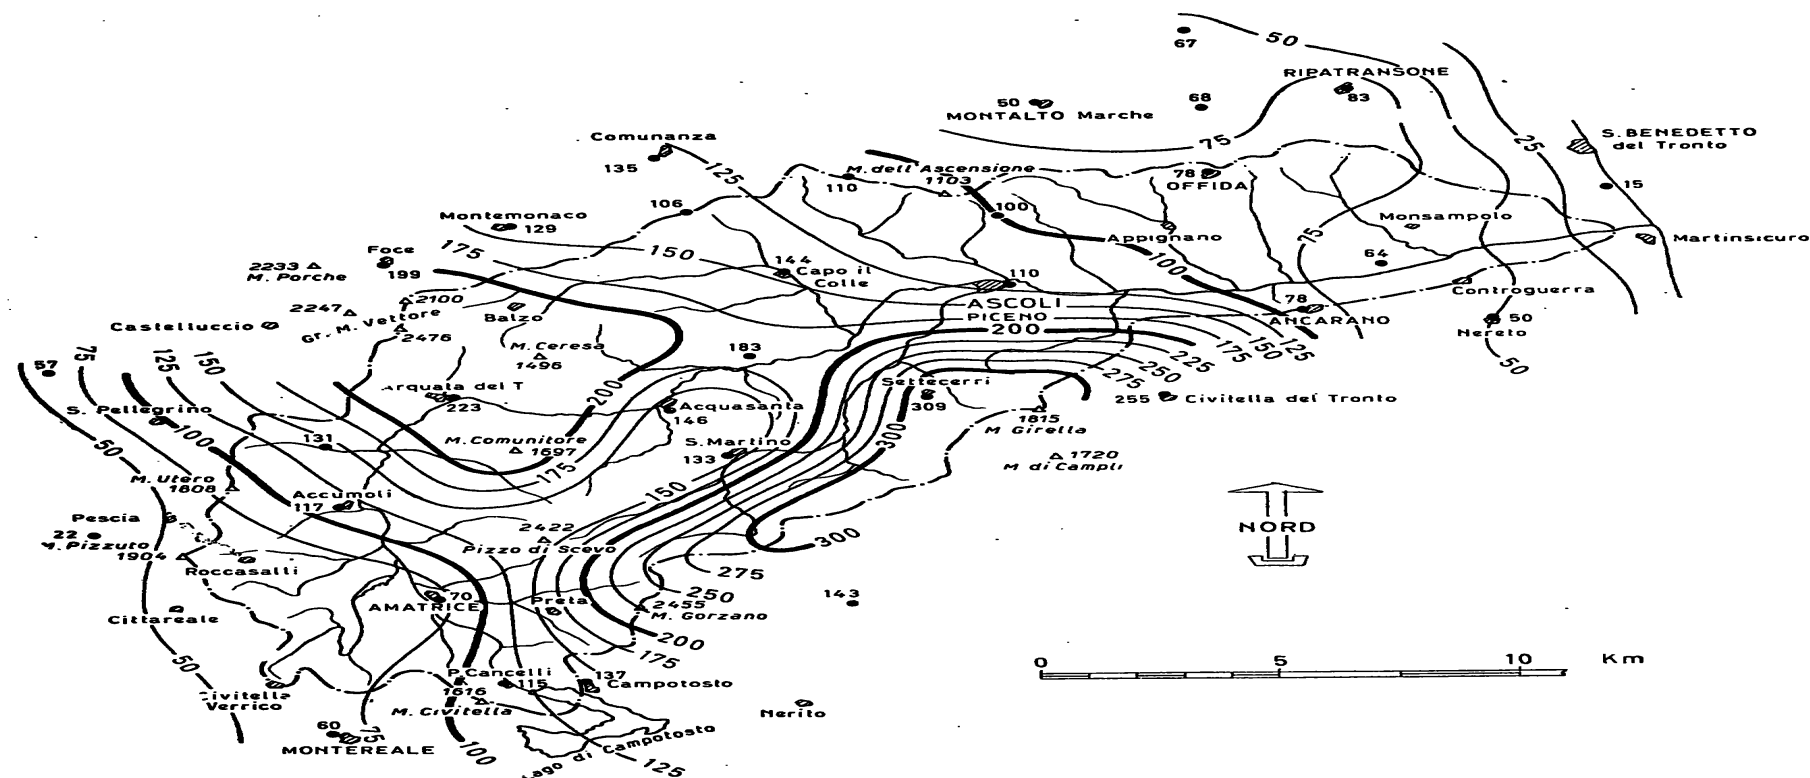 67
50
RIPATRANSONE
83
50
MONTALTO Marche
68
75
25
S. BENEDETTO
del Tronto
15
Comunanza
135
125
M. dell'Ascensione
1103
110
78
OFFIDA
100
106
Montemonaco
129
Monsampolo
Appignano
75
64
Martinsicuro
Foce
199
175
150
2233
M. Porche
144
Capo il
Colle
110
100
Controguerra
2247
2100
Gr. M. Vettore
2476
Castelluccio
Balzo
ASCOLI
PICENO
200
78
ANCARANO
50
Nereto
50
M. Ceresa
1496
183
225
175
150
125
250
275
57
75
125
150
Arquata del T
223
200
Acquasanta
146
Settecerri
309
255
Civitella del Tronto
S. Pellegrino
100
131
50
M. Comunitore
1697
175
S. Martino
133
300
1815
M Girella
1720
M di Campli
M. Utero
1808
Accumoli
117
150
Pescia
22
M. Pizzuto
1904
Roccasalli
2422
Pizzo di Scevo
300
NORD
275
250
AMATRICE
70
Preta
2455
M. Gorzano
143
Cittareale
200
175
50
P. Cancelli
115
1616
M. Civitella
137
Campotosto
Civitella
Verrico
60
MONTEREALE
75
100
Lago di Campotosto
125
Nerito
0 5 10 Km